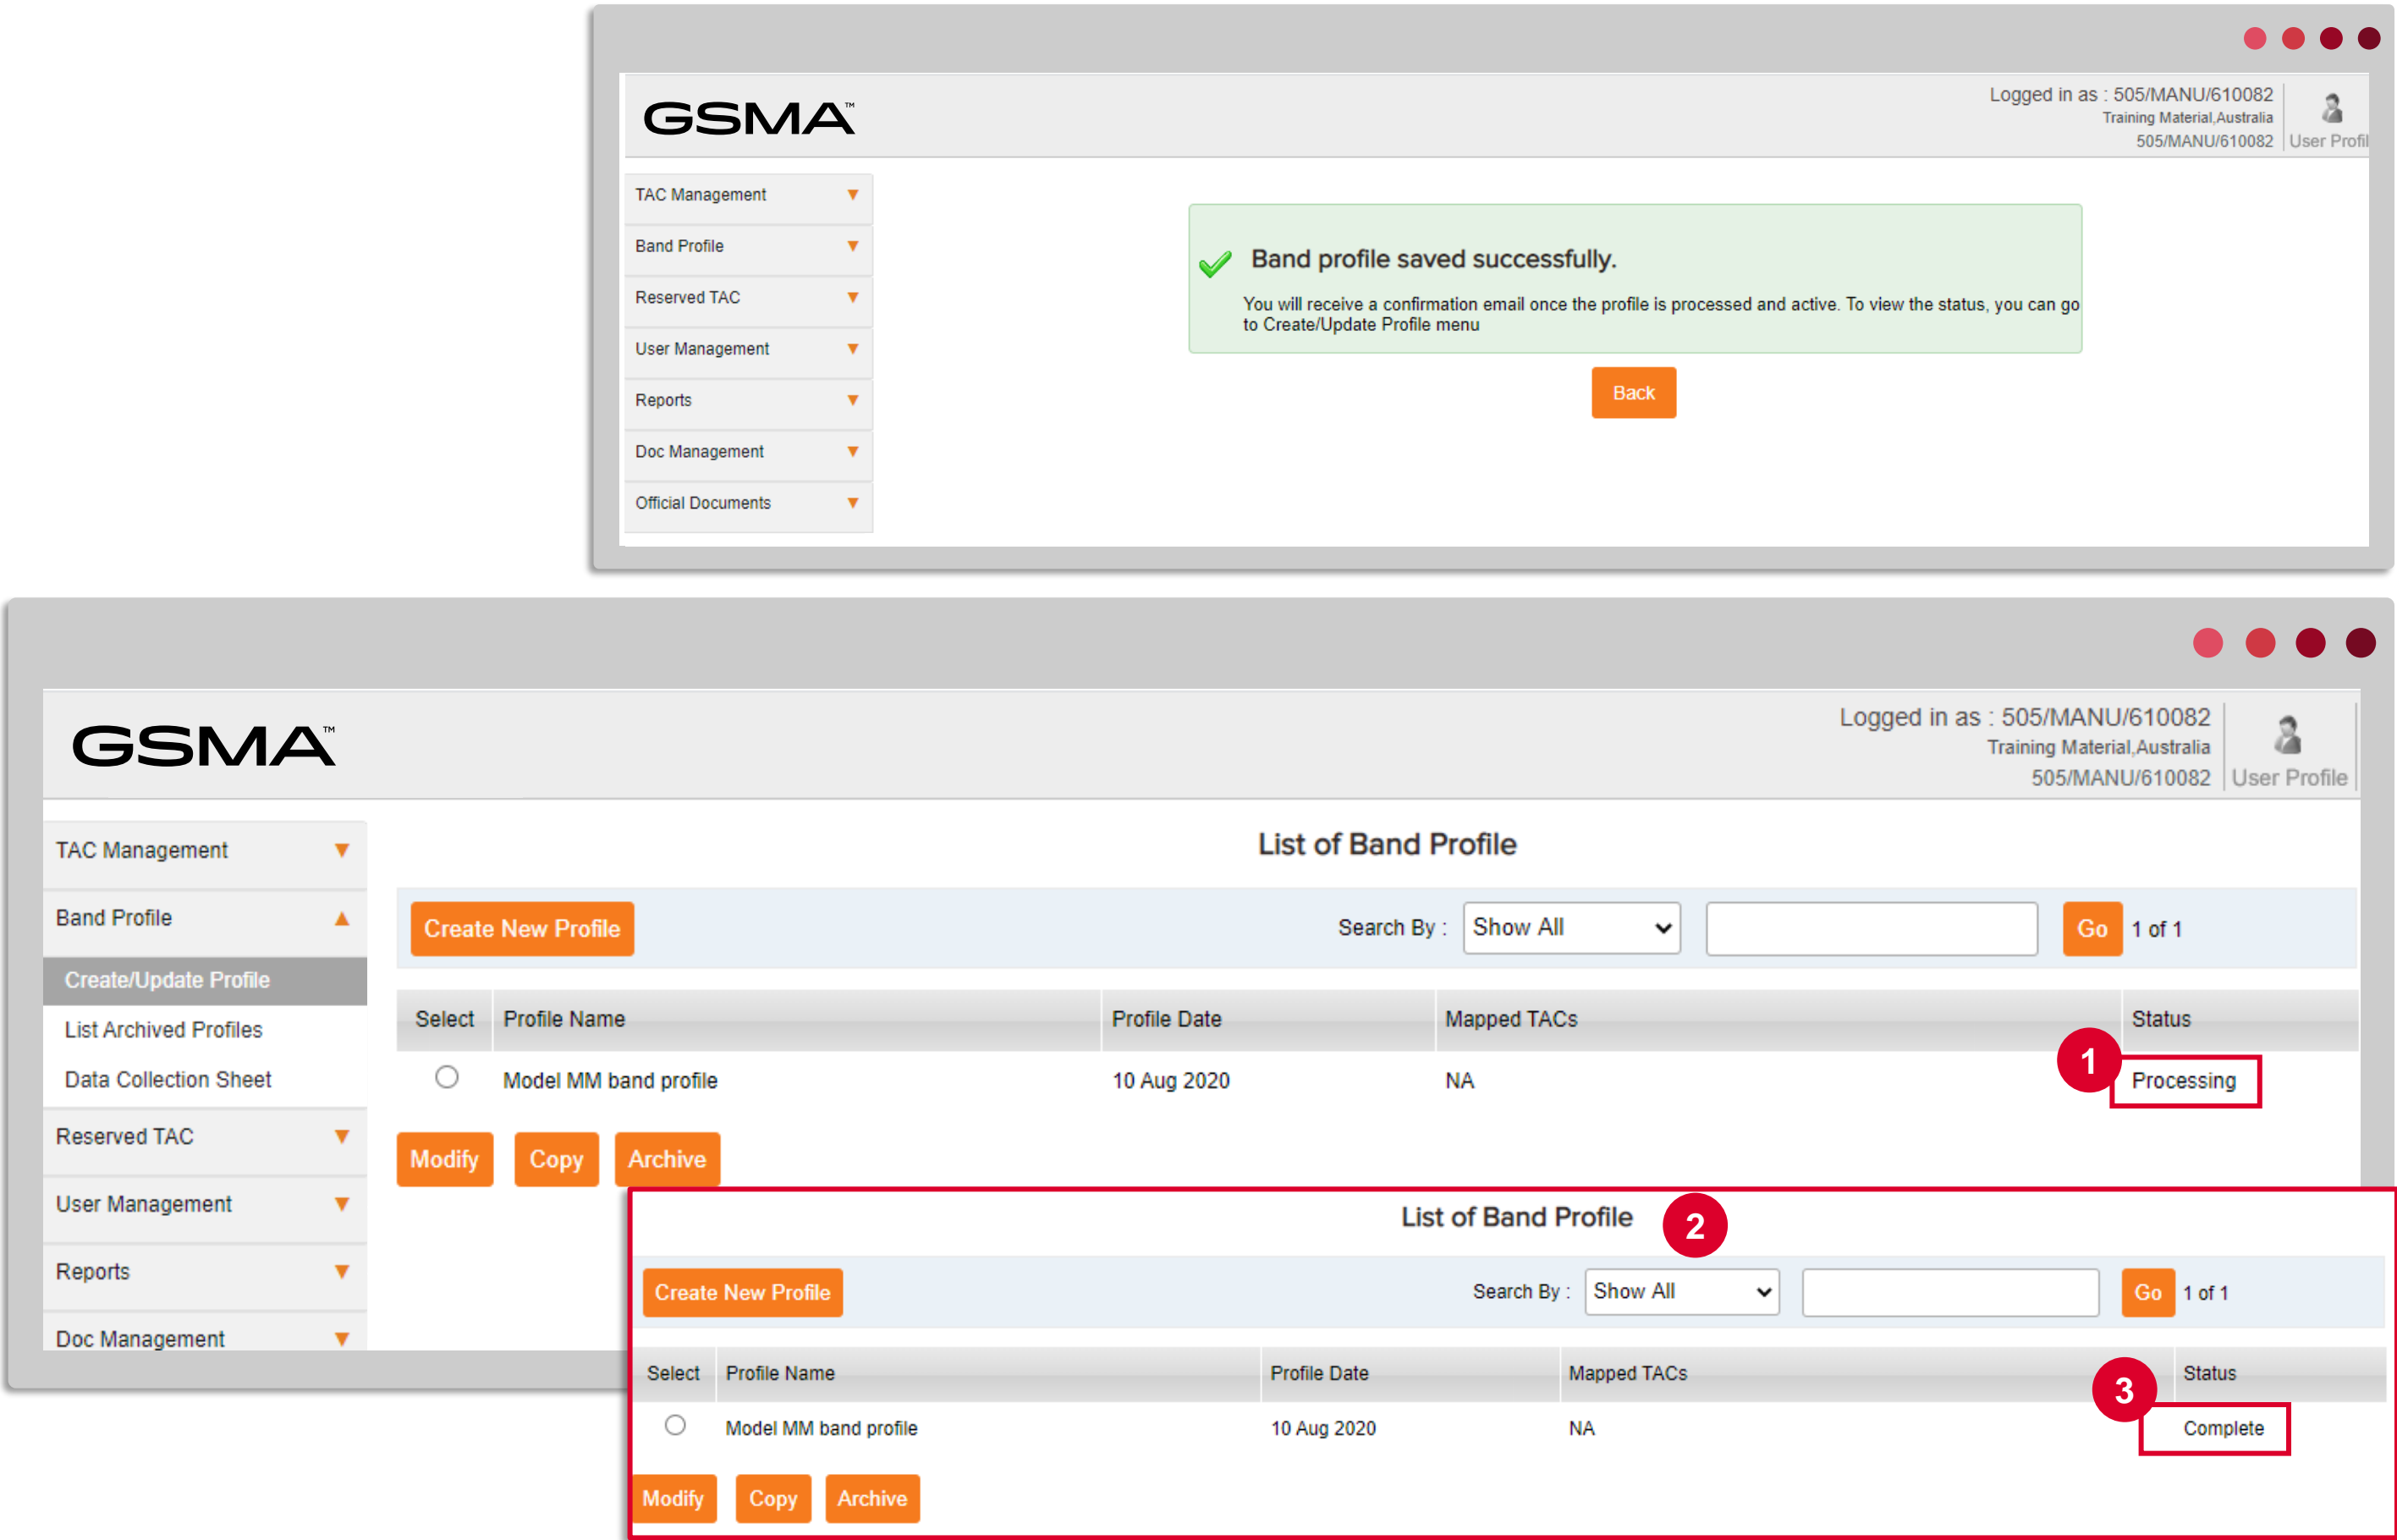 GSMA™
Logged in as : 505/MANU/610082
Training Material,Australia
505/MANU/610082
User Profil
TAC Management
Band Profile
Reserved TAC
User Management
Reports
Doc Management
Official Documents
Band profile saved successfully.
You will receive a confirmation email once the profile is processed and active. To view the status, you can go
to Create/Update Profile menu
Back
GSMA™
Logged in as : 505/MANU/610082
Training Material,Australia
505/MANU/610082
User Profile
TAC Management
Band Profile
Create/Update Profile
List Archived Profiles
Data Collection Sheet
Reserved TAC
User Management
Reports
Doc Management
List of Band Profile
Create New Profile Search By : Show All Go 1 of 1
Select Profile Name Profile Date Mapped TACs Status
Model MM band profile 10 Aug 2020 NA 1 Processing
Modify Copy Archive
List of Band Profile 2
Create New Profile Search By : Show All Go 1 of 1
Select Profile Name Profile Date Mapped TACs Status
Model MM band profile 10 Aug 2020 NA 3 Complete
Modify Copy Archive